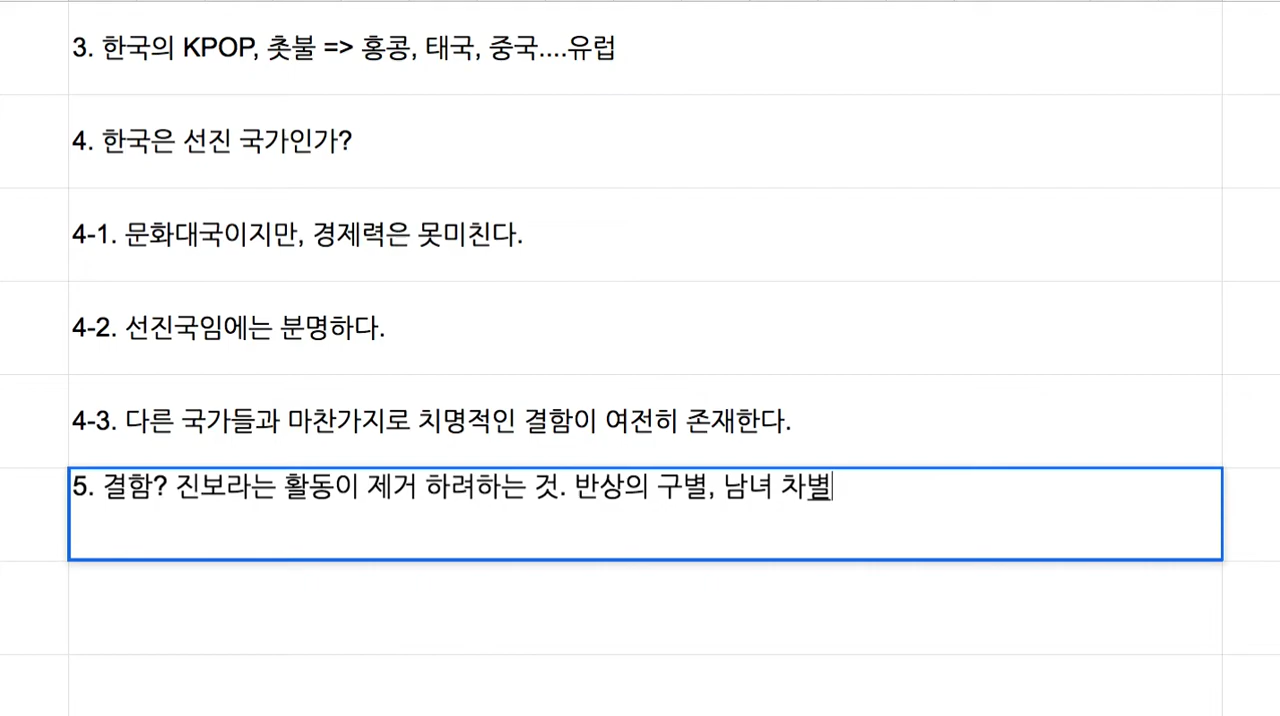 3. 한국의 KPOP, 촛불 => 홍콩, 태국, 중국....유럽
4. 한국은 선진 국가인가?
4-1. 문화대국이지만, 경제력은 못미친다.
4-2. 선진국임에는 분명하다.
4-3. 다른 국가들과 마찬가지로 치명적인 결함이 여전히 존재한다.
5. 결함? 진보라는 활동이 제거 하려하는 것. 반상의 구별, 남녀 차별